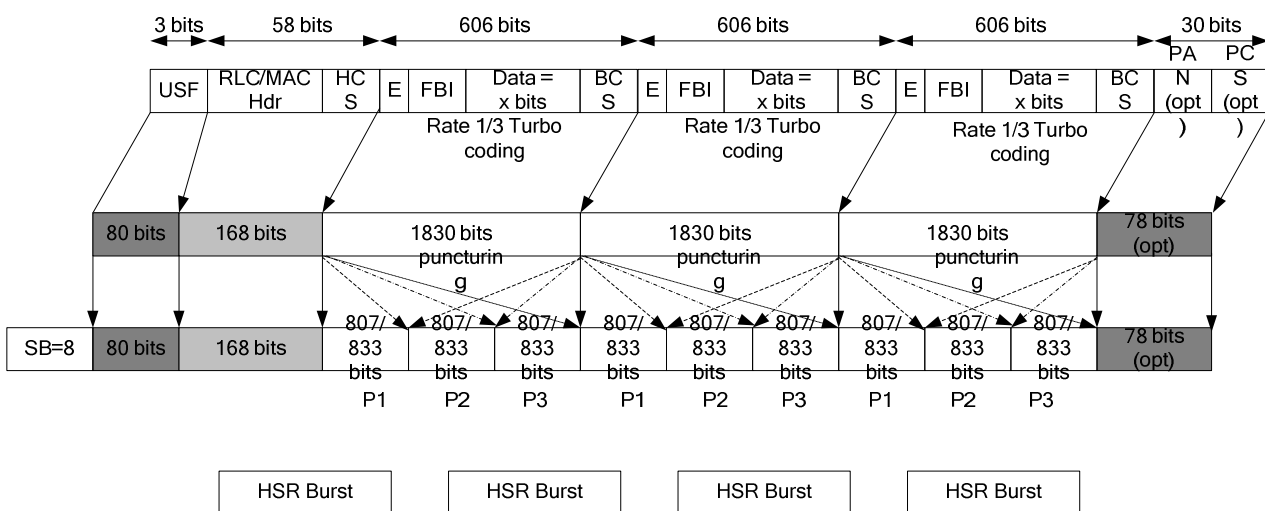 3 bits 58 bits 606 bits 606 bits 606 bits 30 bits
USF RLC/MAC Hdr HC S E FBI Data = x bits BC S E FBI Data = x bits BC S E FBI Data = x bits BC S PA N (opt ) PC S (opt )
Rate 1/3 Turbo coding Rate 1/3 Turbo coding Rate 1/3 Turbo coding
80 bits 168 bits 1830 bits puncturin g 1830 bits puncturin g 1830 bits puncturin g 78 bits (opt)
SB=8 80 bits 168 bits 807/ 833 bits 807/ 833 bits 807/ 833 bits 807/ 833 bits 807/ 833 bits 807/ 833 bits 807/ 833 bits 807/ 833 bits 807/ 833 bits 78 bits (opt)
P1 P2 P3 P1 P2 P3 P1 P2 P3
HSR Burst HSR Burst HSR Burst HSR Burst